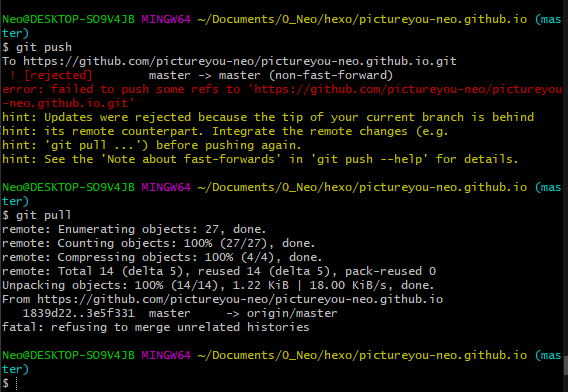 Neo@DESKTOP-SO9V4JB MINGW64 ~/Documents/O_Neo/hexo/pictureyou-neo.github.io (mas
ter)
$ git push
To https://github.com/pictureyou-neo/pictureyou-neo.github.io.git
 ! [rejected]        master -> master (non-fast-forward)
error: failed to push some refs to 'https://github.com/pictureyou-neo/pictureyou
-neo.github.io.git'
hint: Updates were rejected because the tip of your current branch is behind
hint: its remote counterpart. Integrate the remote changes (e.g.
hint: 'git pull ...') before pushing again.
hint: See the 'Note about fast-forwards' in 'git push --help' for details.
Neo@DESKTOP-SO9V4JB MINGW64 ~/Documents/O_Neo/hexo/pictureyou-neo.github.io (mas
ter)
$ git pull
remote: Enumerating objects: 27, done.
remote: Counting objects: 100% (27/27), done.
remote: Compressing objects: 100% (4/4), done.
remote: Total 14 (delta 5), reused 14 (delta 5), pack-reused 0
Unpacking objects: 100% (14/14), 1.22 KiB | 18.00 KiB/s, done.
From https://github.com/pictureyou-neo/pictureyou-neo.github.io
   1839d22..3e5f331  master     -> origin/master
fatal: refusing to merge unrelated histories
Neo@DESKTOP-SO9V4JB MINGW64 ~/Documents/O_Neo/hexo/pictureyou-neo.github.io (mas
ter)
$